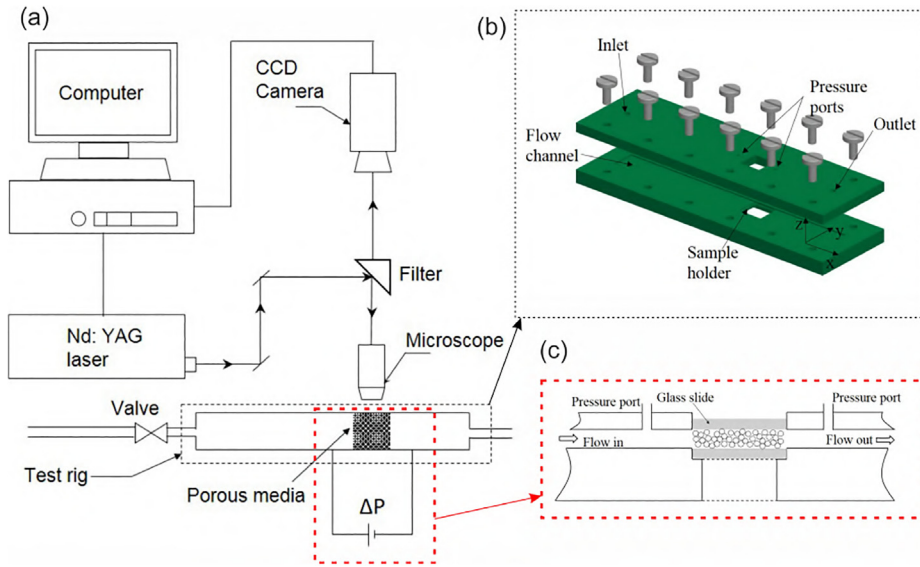 (a)
Computer
CCD
Camera
Filter
Nd: YAG
laser
Microscope
Valve
Test rig
Porous media
ΔP
(b)
Inlet
Pressure
ports
Outlet
Flow
channel
Sample
holder
z
y
x
(c)
Pressure port
Glass slide
Pressure port
Flow in
Flow out